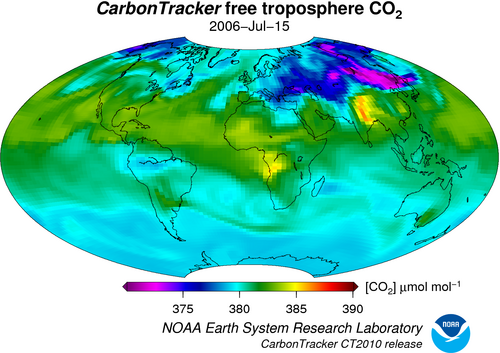 CarbonTracker free troposphere CO₂
2006−Jul−15
375 380 385 390 [CO₂] μmol mol⁻¹
NOAA Earth System Research Laboratory
CarbonTracker CT2010 release
NOAA